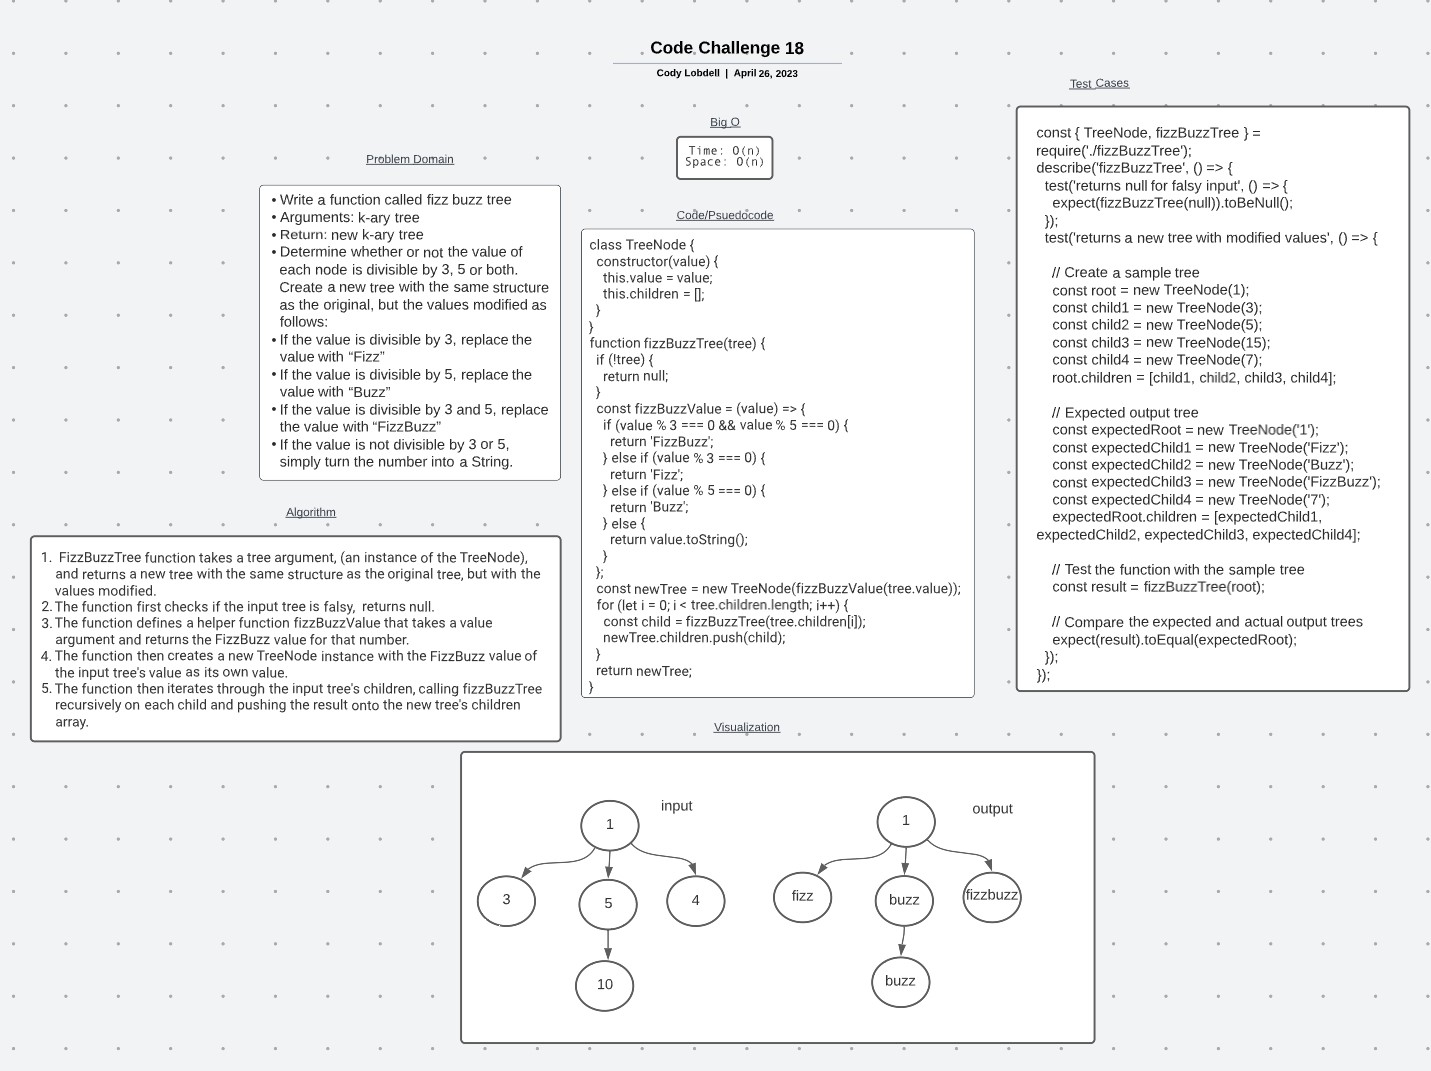 Code Challenge 18
Cody Lobdell | April 26, 2023
Big O
Time: O(n)
Space: O(n)
Problem Domain
• Write a function called fizz buzz tree
• Arguments: k-ary tree
• Return: new k-ary tree
• Determine whether or not the value of
each node is divisible by 3, 5 or both.
Create a new tree with the same structure
as the original, but the values modified as
follows:
• If the value is divisible by 3, replace the
value with “Fizz”
• If the value is divisible by 5, replace the
value with “Buzz”
• If the value is divisible by 3 and 5, replace
the value with “FizzBuzz”
• If the value is not divisible by 3 or 5,
simply turn the number into a String.
Algorithm
1. FizzBuzzTree function takes a tree argument, (an instance of the TreeNode),
and returns a new tree with the same structure as the original tree, but with the
values modified.
2. The function first checks if the input tree is falsy, returns null.
3. The function defines a helper function fizzBuzzValue that takes a value
argument and returns the FizzBuzz value for that number.
4. The function then creates a new TreeNode instance with the FizzBuzz value of
the input tree's value as its own value.
5. The function then iterates through the input tree's children, calling fizzBuzzTree
recursively on each child and pushing the result onto the new tree's children
array.
Code/Psuedocode
class TreeNode {
constructor(value) {
this.value = value;
this.children = [];
}
}
function fizzBuzzTree(tree) {
if (!tree) {
return null;
}
const fizzBuzzValue = (value) => {
if (value % 3 === 0 && value % 5 === 0) {
return 'FizzBuzz';
} else if (value % 3 === 0) {
return 'Fizz';
} else if (value % 5 === 0) {
return 'Buzz';
} else {
return value.toString();
}
};
const newTree = new TreeNode(fizzBuzzValue(tree.value));
for (let i = 0; i < tree.children.length; i++) {
const child = fizzBuzzTree(tree.children[i]);
newTree.children.push(child);
}
return newTree;
}
Test Cases
const { TreeNode, fizzBuzzTree } =
require('./fizzBuzzTree');
describe('fizzBuzzTree', () => {
test('returns null for falsy input', () => {
expect(fizzBuzzTree(null)).toBeNull();
});
test('returns a new tree with modified values', () => {
// Create a sample tree
const root = new TreeNode(1);
const child1 = new TreeNode(3);
const child2 = new TreeNode(5);
const child3 = new TreeNode(15);
const child4 = new TreeNode(7);
root.children = [child1, child2, child3, child4];
// Expected output tree
const expectedRoot = new TreeNode('1');
const expectedChild1 = new TreeNode('Fizz');
const expectedChild2 = new TreeNode('Buzz');
const expectedChild3 = new TreeNode('FizzBuzz');
const expectedChild4 = new TreeNode('7');
expectedRoot.children = [expectedChild1,
expectedChild2, expectedChild3, expectedChild4];
// Test the function with the sample tree
const result = fizzBuzzTree(root);
// Compare the expected and actual output trees
expect(result).toEqual(expectedRoot);
});
});
Visualization
input
1
3
5
4
10
output
1
fizz
buzz
fizzbuzz
buzz